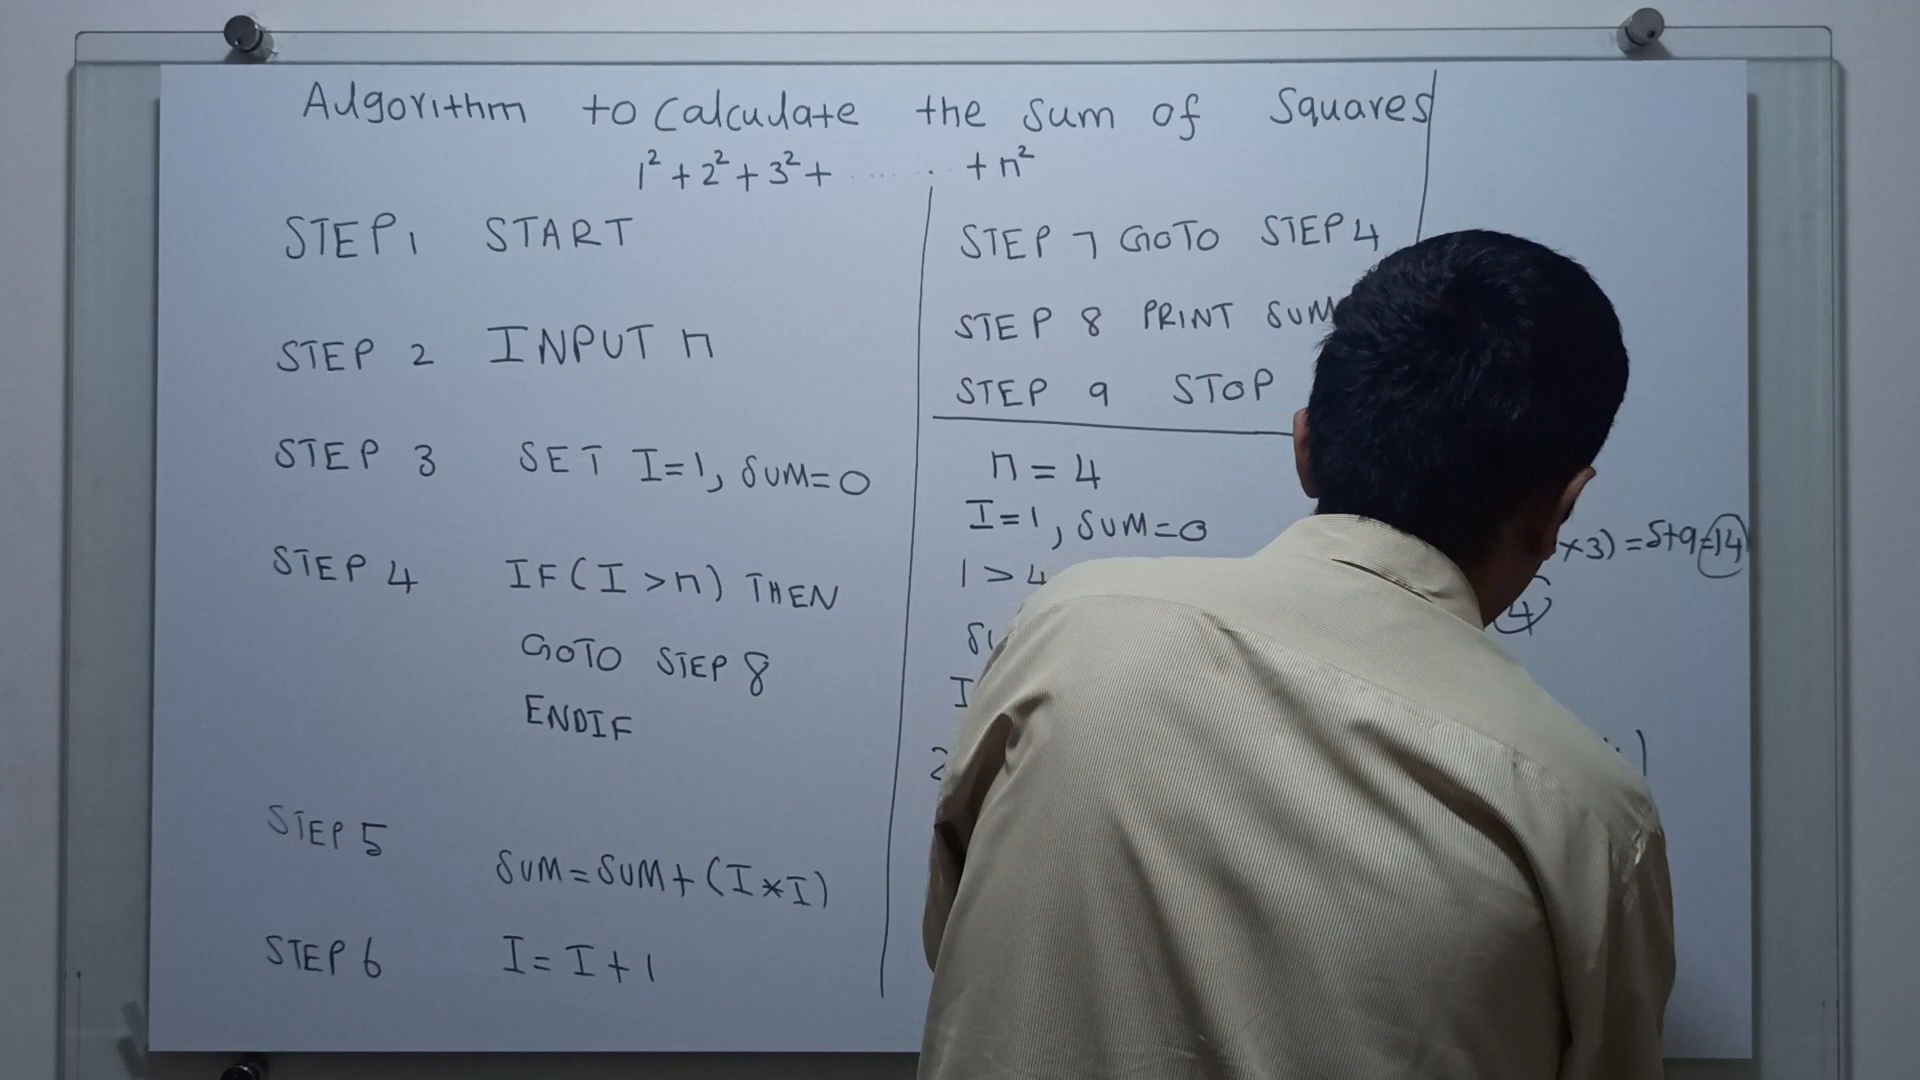 Algorithm to calculate the sum of Squares
1² + 2² + 3² + ....... + n²
STEP 1 START
STEP 2 INPUT n
STEP 3 SET I=1, SUM=0
STEP 4 IF(I>n) THEN
GOTO STEP 8
ENDIF
STEP 5
SUM=SUM+(I*I)
STEP 6 I=I+1
STEP 7 GOTO STEP 4
STEP 8 PRINT SUM
STEP 9 STOP
n=4
I=1, SUM=0
1>4
I
2
×3)=5+9=14
4